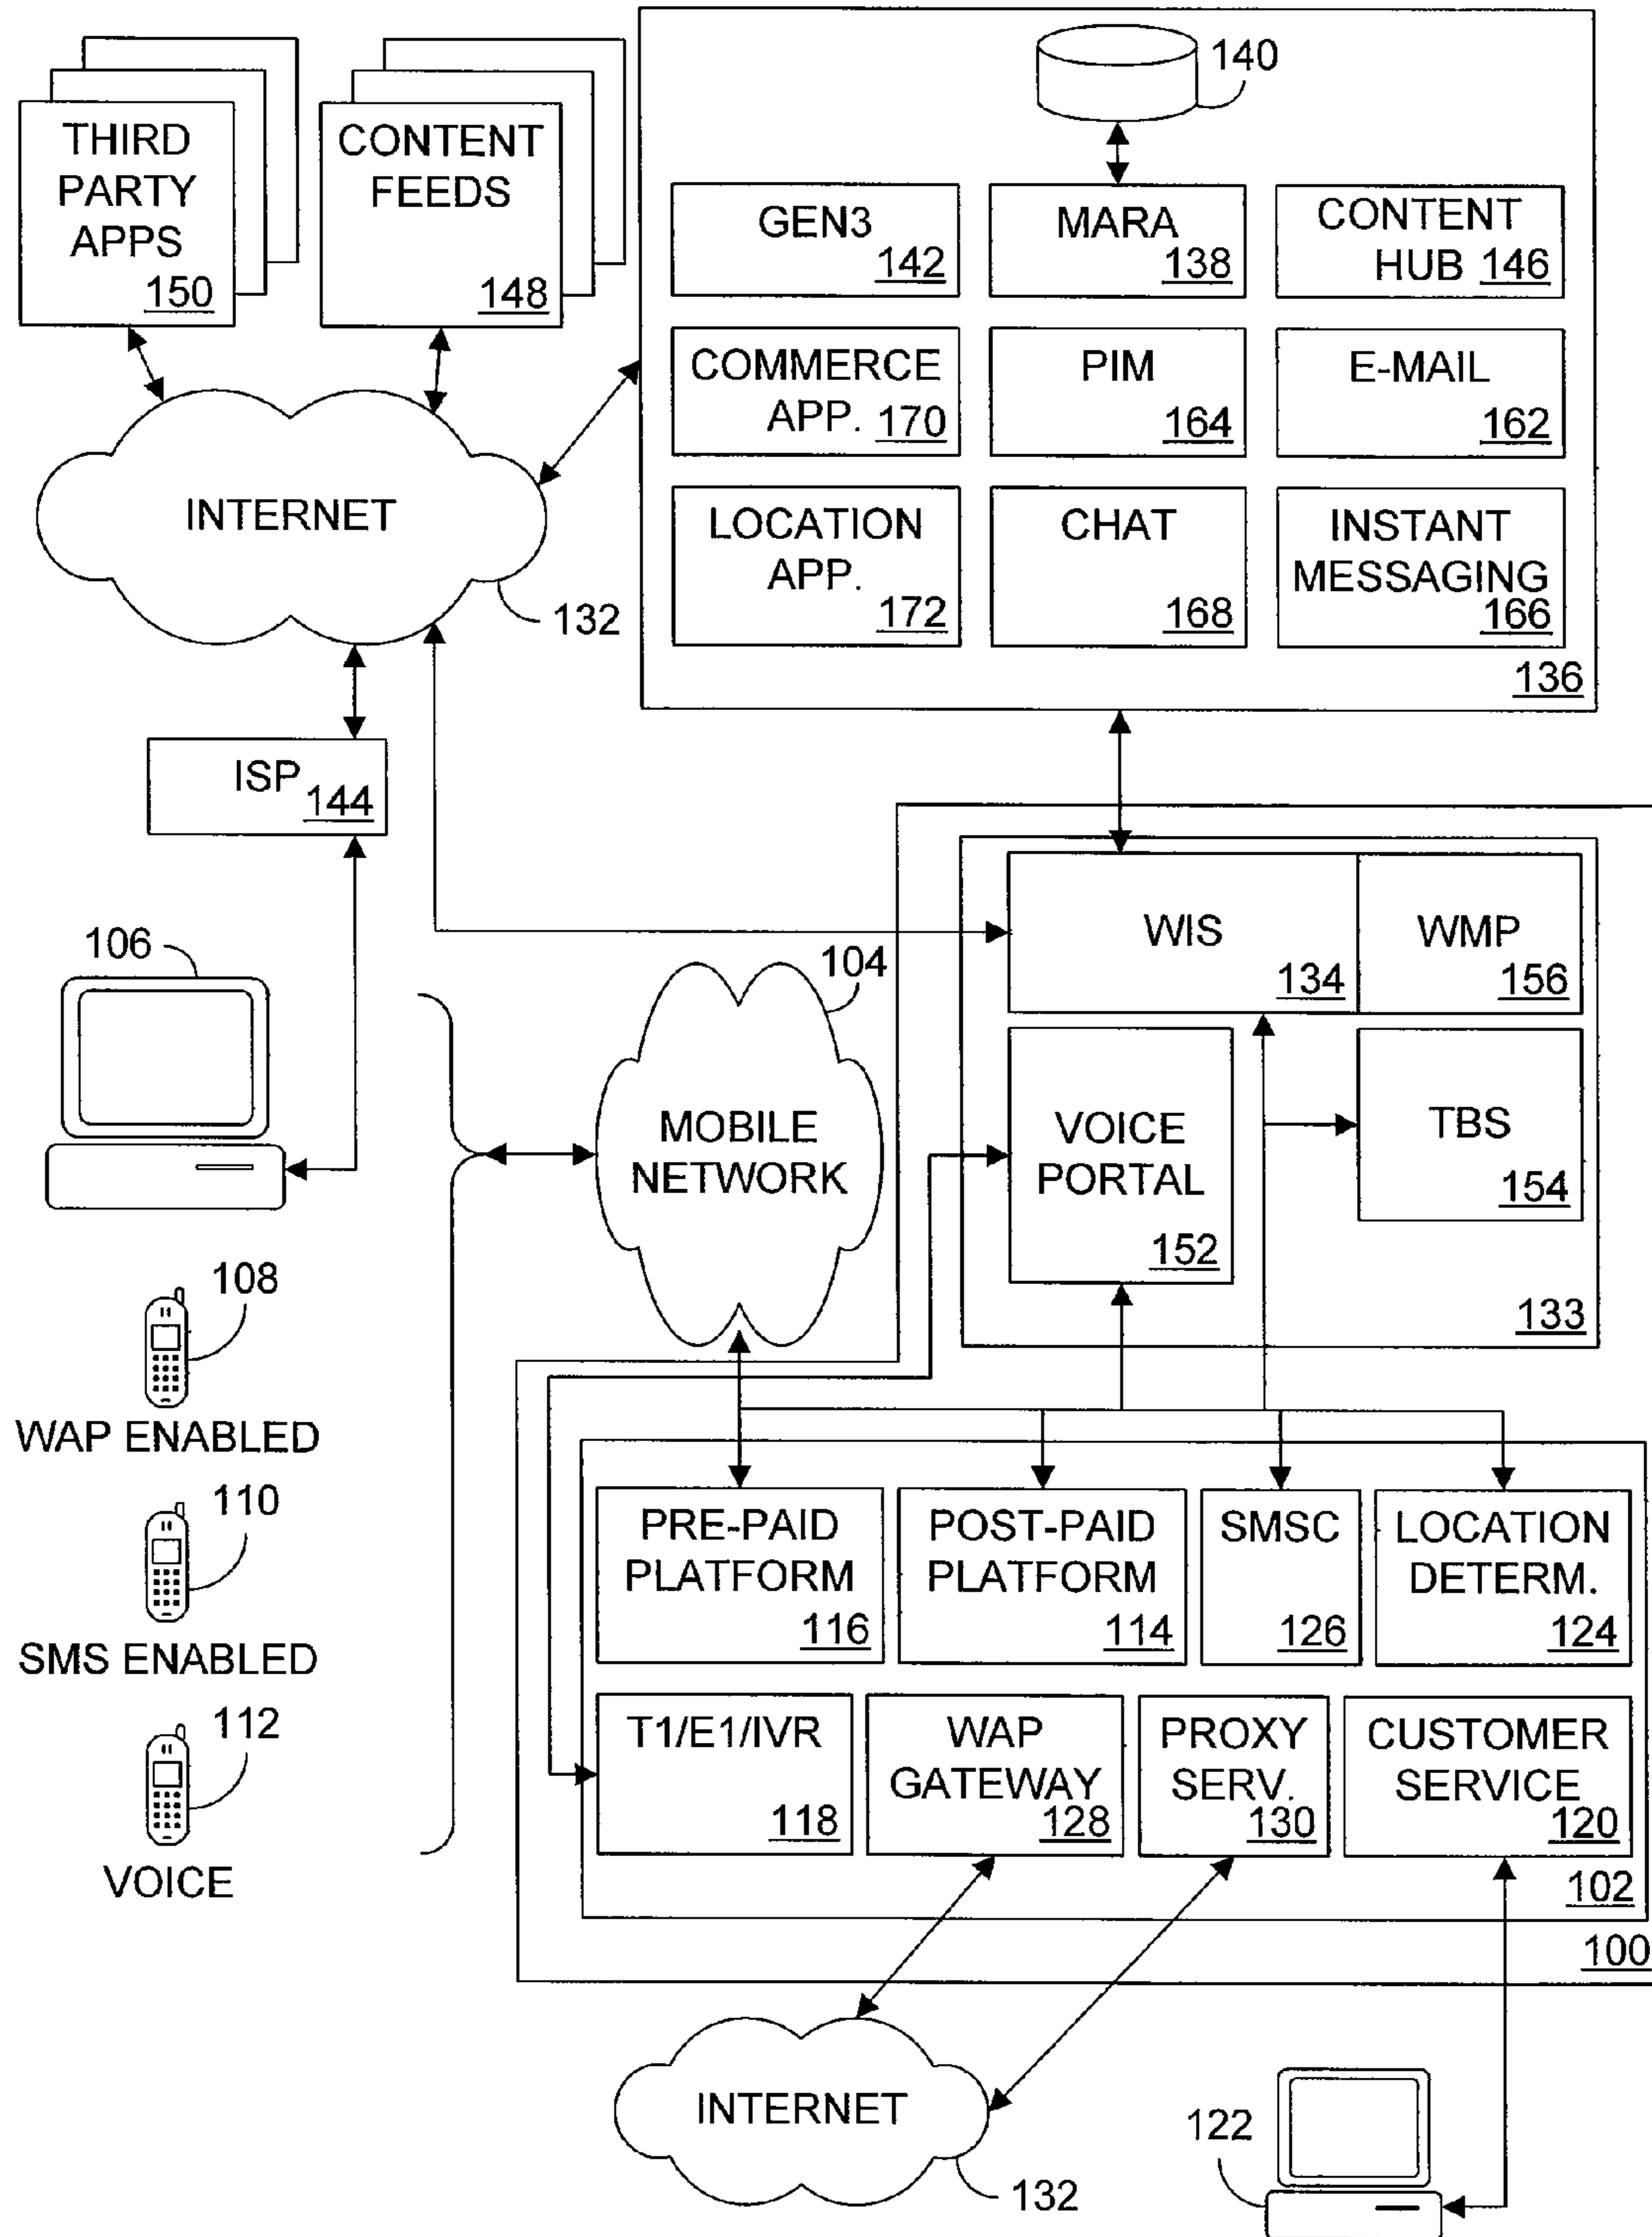 THIRD
PARTY
APPS
150
CONTENT
FEEDS
148
140
GEN3
142
MARA
138
CONTENT
HUB 146
COMMERCE
APP. 170
PIM
164
E-MAIL
162
LOCATION
APP.
172
CHAT
168
INSTANT
MESSAGING
166
136
INTERNET
132
ISP
144
106
104
MOBILE
NETWORK
WIS
134
WMP
156
VOICE
PORTAL
152
TBS
154
133
108
WAP ENABLED
110
SMS ENABLED
112
VOICE
PRE-PAID
PLATFORM
116
POST-PAID
PLATFORM
114
SMSC
126
LOCATION
DETERM.
124
T1/E1/IVR
118
WAP
GATEWAY
128
PROXY
SERV.
130
CUSTOMER
SERVICE
120
102
100
INTERNET
132
122